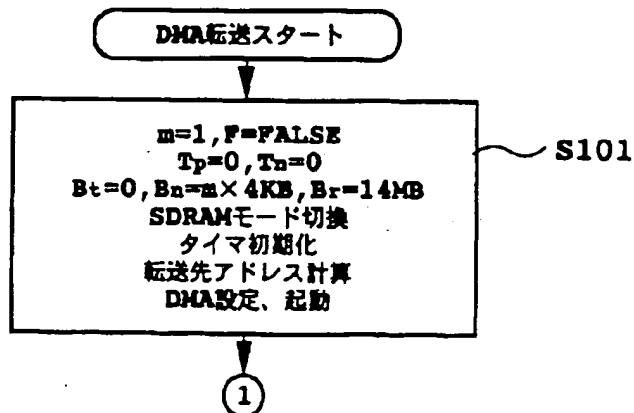 DMA転送スタート
m=1,F=FALSE
Tp=0,Tn=0
Bt=0,Bn=m×4KB,Br=14MB
SDRAMモード切換
タイマ初期化
転送先アドレス計算
DMA設定、起動
S101
1